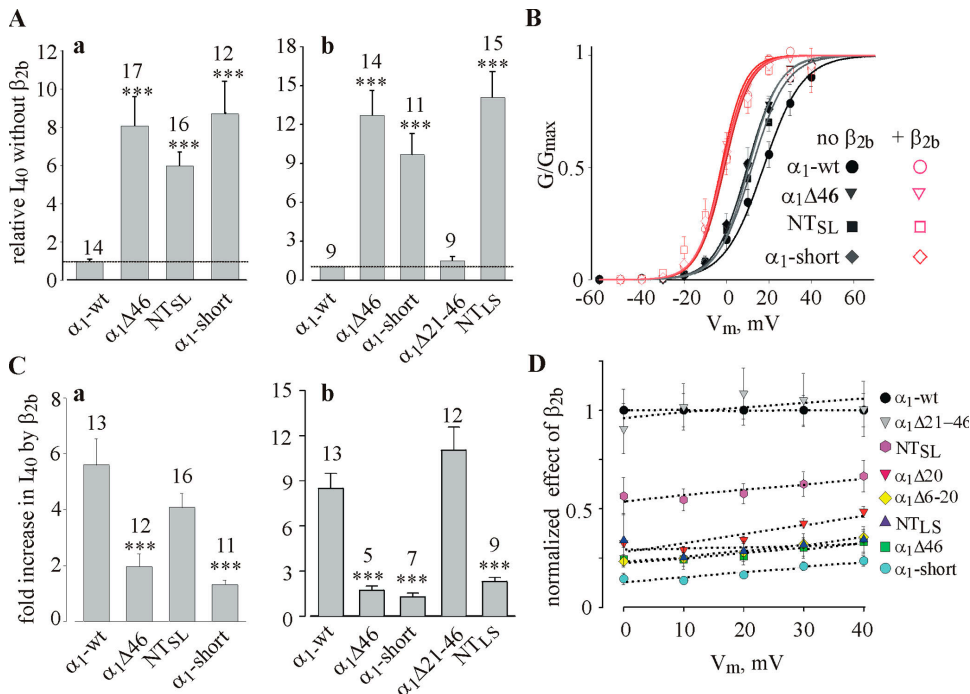 A
a
relative I40 without β2b
12
10
8
6
4
2
0
14
17
***
16
***
12
***
α1-wt
α1Δ46
NTSL
α1-short
b
18
15
12
9
6
3
0
9
14
***
11
***
9
15
***
α1-wt
α1Δ46
α1-short
α1Δ21-46
NTLS
B
G/Gmax
1
0.5
0
-60 -40 -20 0 20 40 60
Vm, mV
no β2b + β2b
α1-wt
α1Δ46
NTSL
α1-short
C
a
fold increase in I40 by β2b
8
6
4
2
0
13
12
***
16
11
***
α1-wt
α1Δ46
NTSL
α1-short
b
15
12
9
6
3
0
13
5
***
7
***
12
9
***
α1-wt
α1Δ46
α1-short
α1Δ21-46
NTLS
D
normalized effect of β2b
1
0.5
0
0 10 20 30 40
Vm, mV
α1-wt
α1Δ21–46
NTSL
α1Δ20
α1Δ6-20
NTLS
α1Δ46
α1-short